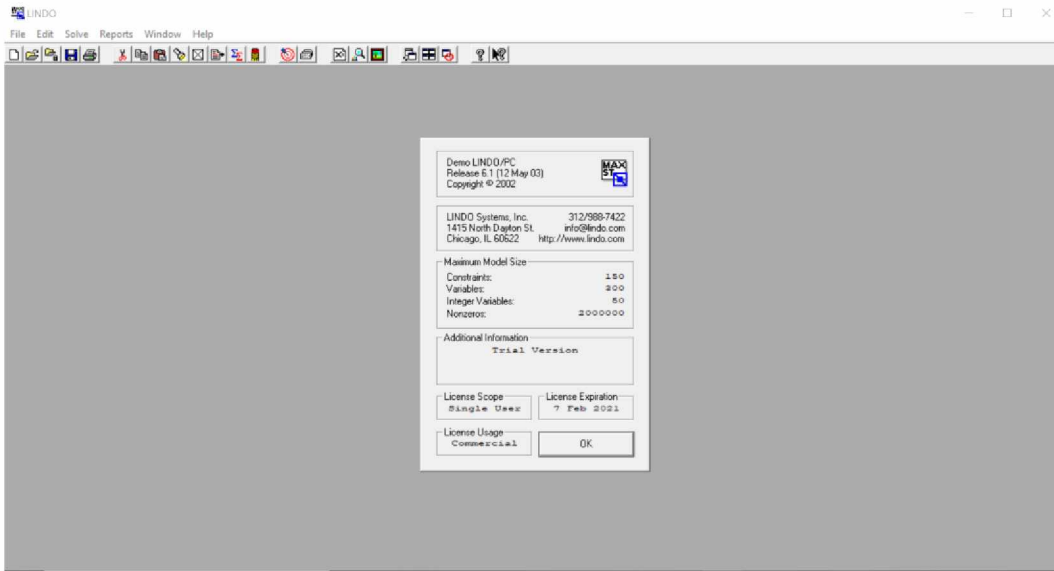 LINDO
File Edit Solve Reports Window Help
Demo LINDO/PC
Release 6.1 (12 May 03)
Copyright © 2002
MAX
ST
LINDO Systems, Inc. 312/988-7422
1415 North Dayton St. info@lindo.com
Chicago, IL 60622 http://www.lindo.com
Maximum Model Size
Constraints: 150
Variables: 300
Integer Variables: 50
Nonzeros: 2000000
Additional Information
Trial Version
License Scope
Single User
License Expiration
7 Feb 2021
License Usage
Commercial
OK